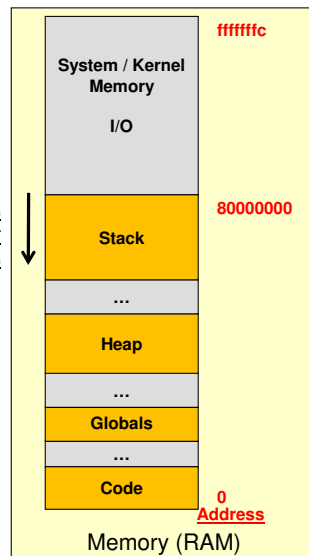 fffffffc
System / Kernel
Memory
I/O
80000000
Stack
...
Heap
...
Globals
...
Code
0
Address
Memory (RAM)